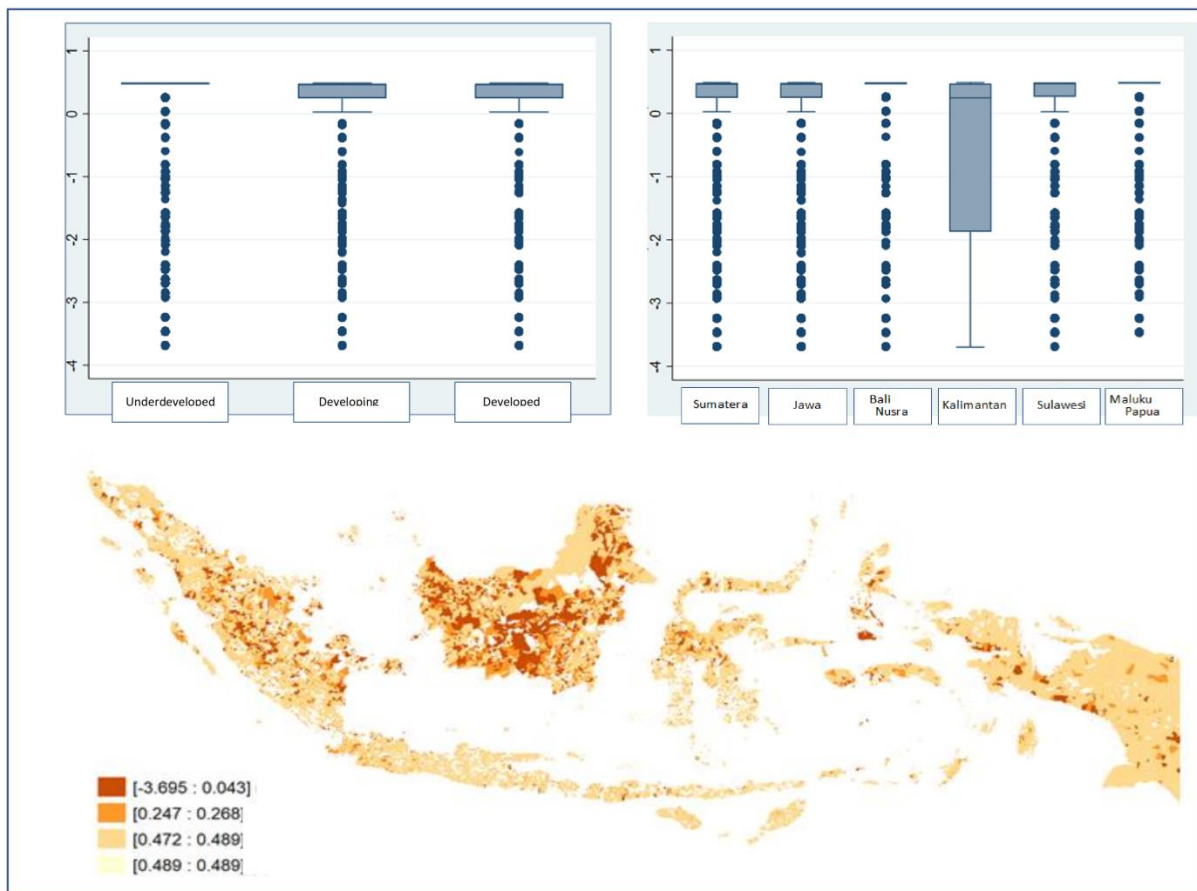 1
0
-1
-2
-3
-4
Underdeveloped
Developing
Developed
1
0
-1
-2
-3
-4
Sumatera
Jawa
Bali
Nusra
Kalimantan
Sulawesi
Maluku
Papua
[-3.695 : 0.043]
[0.247 : 0.268]
[0.472 : 0.489]
[0.489 : 0.489]